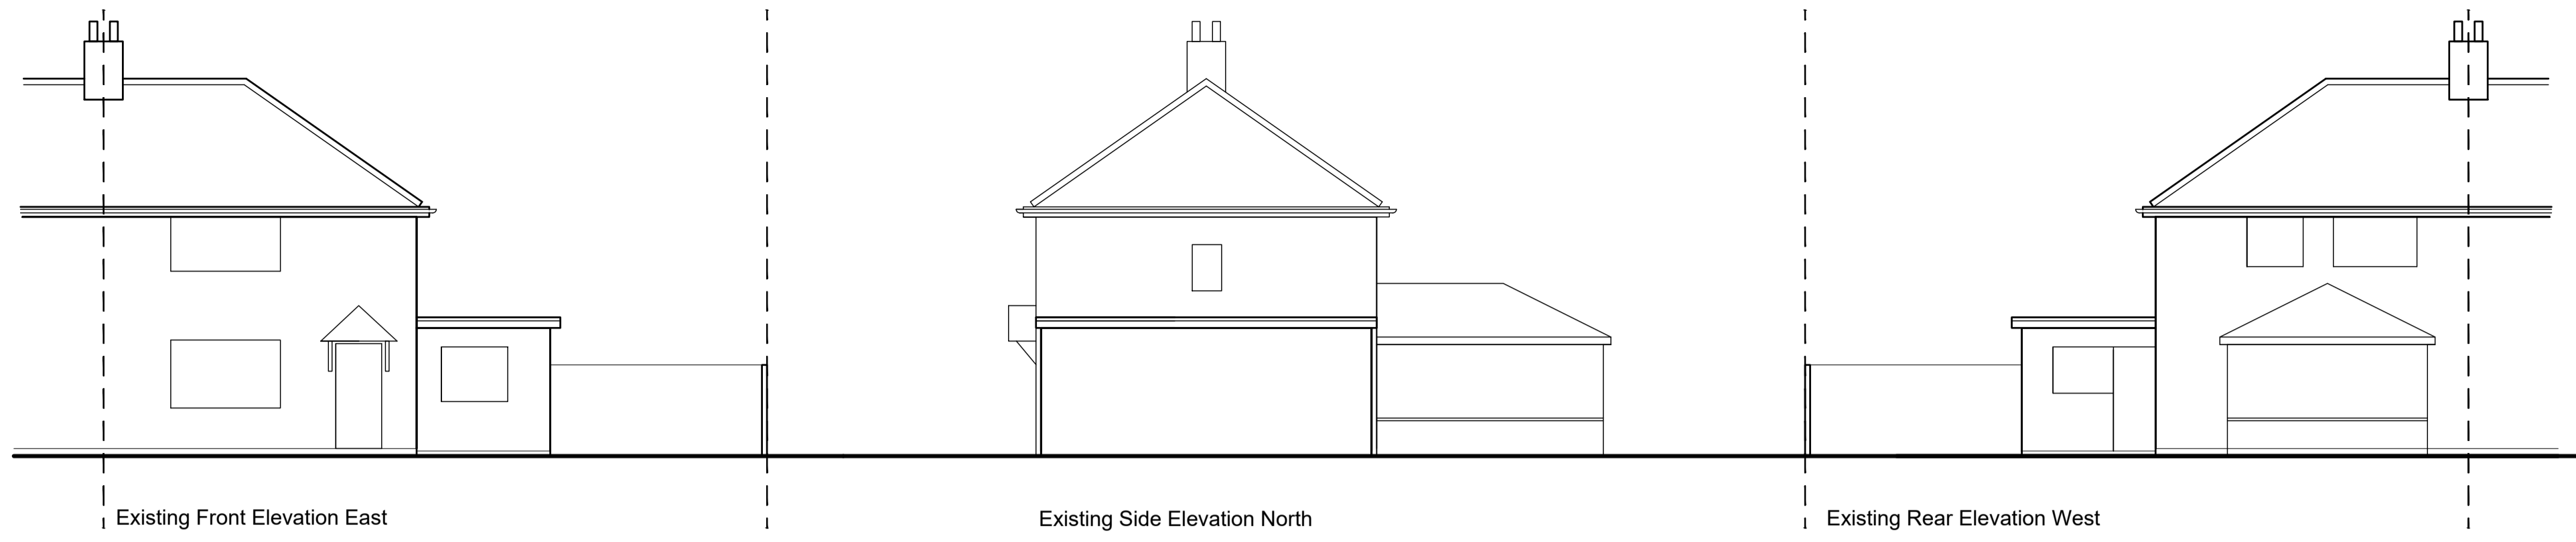 Existing Front Elevation East
Existing Side Elevation North
Existing Rear Elevation West